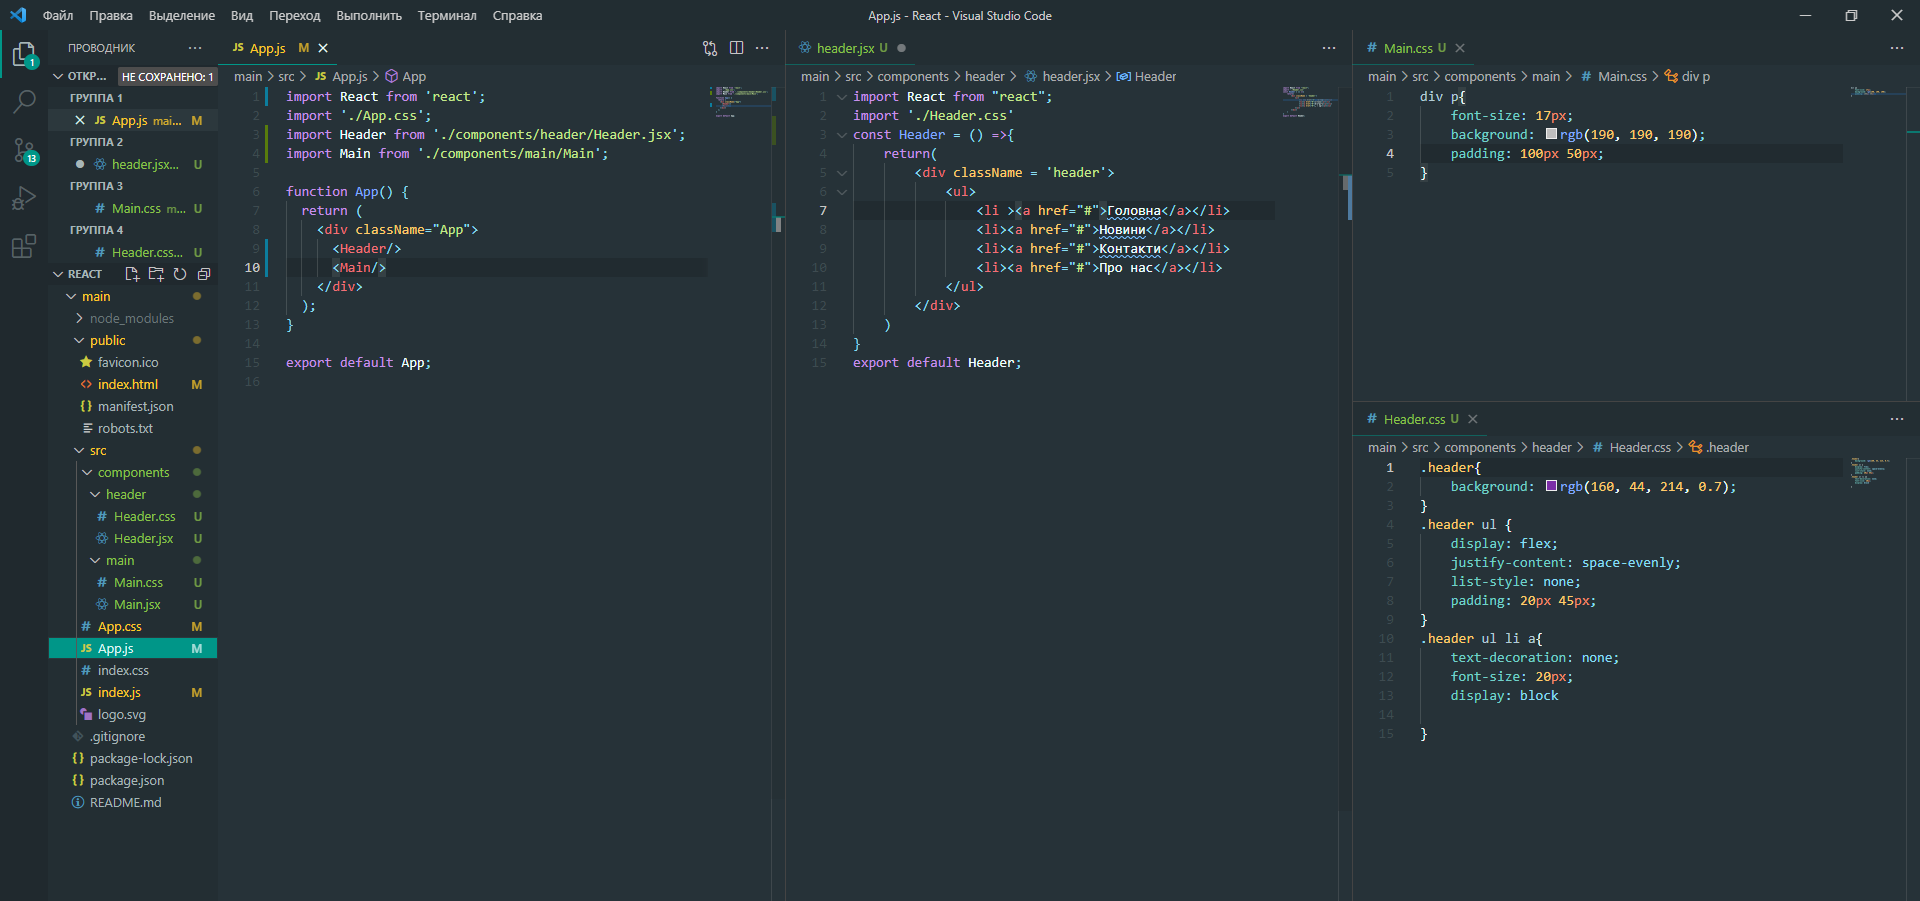 Файл Правка Выделение Вид Переход Выполнить Терминал Справка
App.js - React - Visual Studio Code
1
13
ПРОВОДНИК ...
ОТКР... НЕ СОХРАНЕНО: 1
ГРУППА 1
App.js mai... M
ГРУППА 2
header.jsx... U
ГРУППА 3
# Main.css m... U
ГРУППА 4
# Header.css... U
REACT
main
node_modules
public
favicon.ico
<> index.html M
{} manifest.json
robots.txt
src
components
header
# Header.css U
Header.jsx U
main
# Main.css U
Main.jsx U
# App.css M
JS App.js M
# index.css
JS index.js M
logo.svg
.gitignore
{} package-lock.json
{} package.json
README.md
JS App.js M
main > src > JS App.js > App
1 import React from 'react';
2 import './App.css';
3 import Header from './components/header/Header.jsx';
4 import Main from './components/main/Main';
5
6 function App() {
7 return (
8 <div className="App">
9 <Header/>
10 <Main/>
11 </div>
12 );
13 }
14
15 export default App;
16
header.jsx U
main > src > components > header > header.jsx > Header
1 import React from "react";
2 import './Header.css'
3 const Header = () =>{
4 return(
5 <div className = 'header'>
6 <ul>
7 <li ><a href="#">Головна</a></li>
8 <li><a href="#">Новини</a></li>
9 <li><a href="#">Контакти</a></li>
10 <li><a href="#">Про нас</a></li>
11 </ul>
12 </div>
13 )
14 }
15 export default Header;
# Main.css U
main > src > components > main > # Main.css > div p
1 div p{
2 font-size: 17px;
3 background: rgb(190, 190, 190);
4 padding: 100px 50px;
5 }
# Header.css U
main > src > components > header > # Header.css > .header
1 .header{
2 background: rgb(160, 44, 214, 0.7);
3 }
4 .header ul {
5 display: flex;
6 justify-content: space-evenly;
7 list-style: none;
8 padding: 20px 45px;
9 }
10 .header ul li a{
11 text-decoration: none;
12 font-size: 20px;
13 display: block
14
15 }